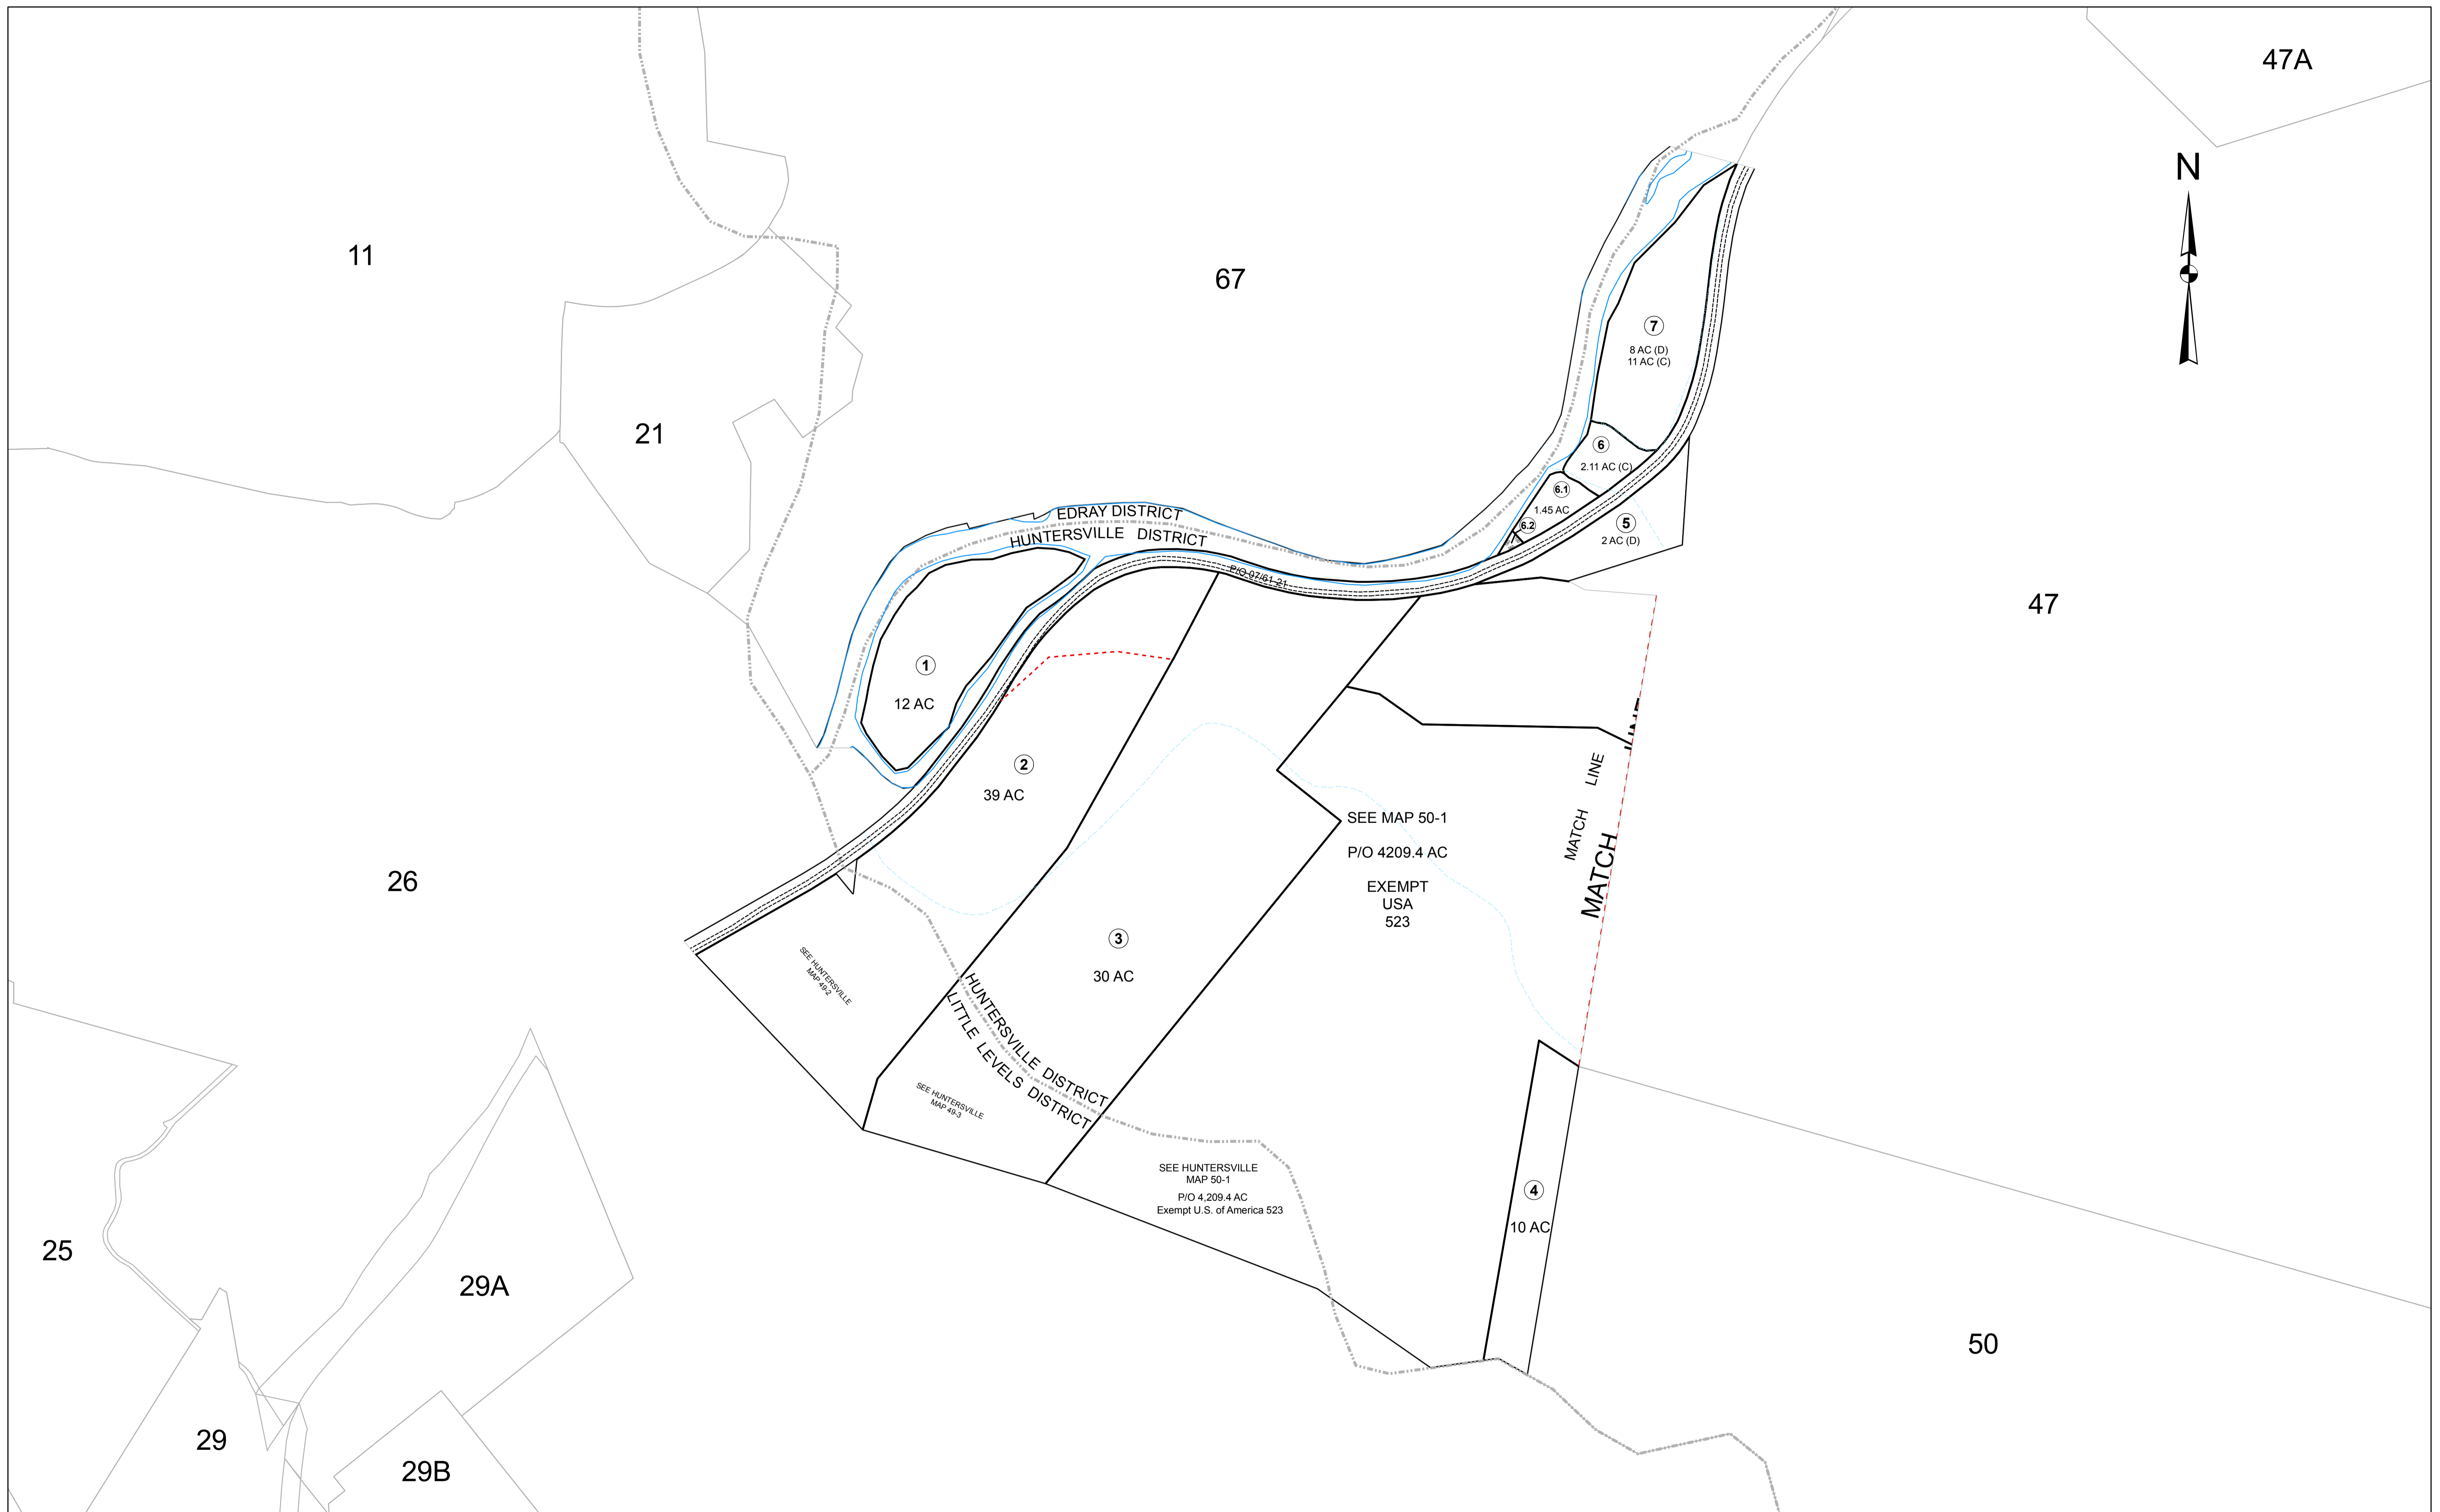 47A
N
11
67
7
8 AC (D)
11 AC (C)
21
6
2.11 AC (C)
6.1
1.45 AC
6.2
5
2 AC (D)
EDRAY DISTRICT
HUNTERSVILLE DISTRICT
P/O 07/61 21
47
1
12 AC
2
39 AC
MATCH LINE
MATCH
SEE MAP 50-1
P/O 4209.4 AC
EXEMPT
USA
523
26
3
30 AC
SEE HUNTERSVILLE
MAP 49-2
HUNTERSVILLE DISTRICT
LITTLE LEVELS DISTRICT
SEE HUNTERSVILLE
MAP 49-3
SEE HUNTERSVILLE
MAP 50-1
P/O 4,209.4 AC
Exempt U.S. of America 523
4
10 AC
25
29A
50
29
29B